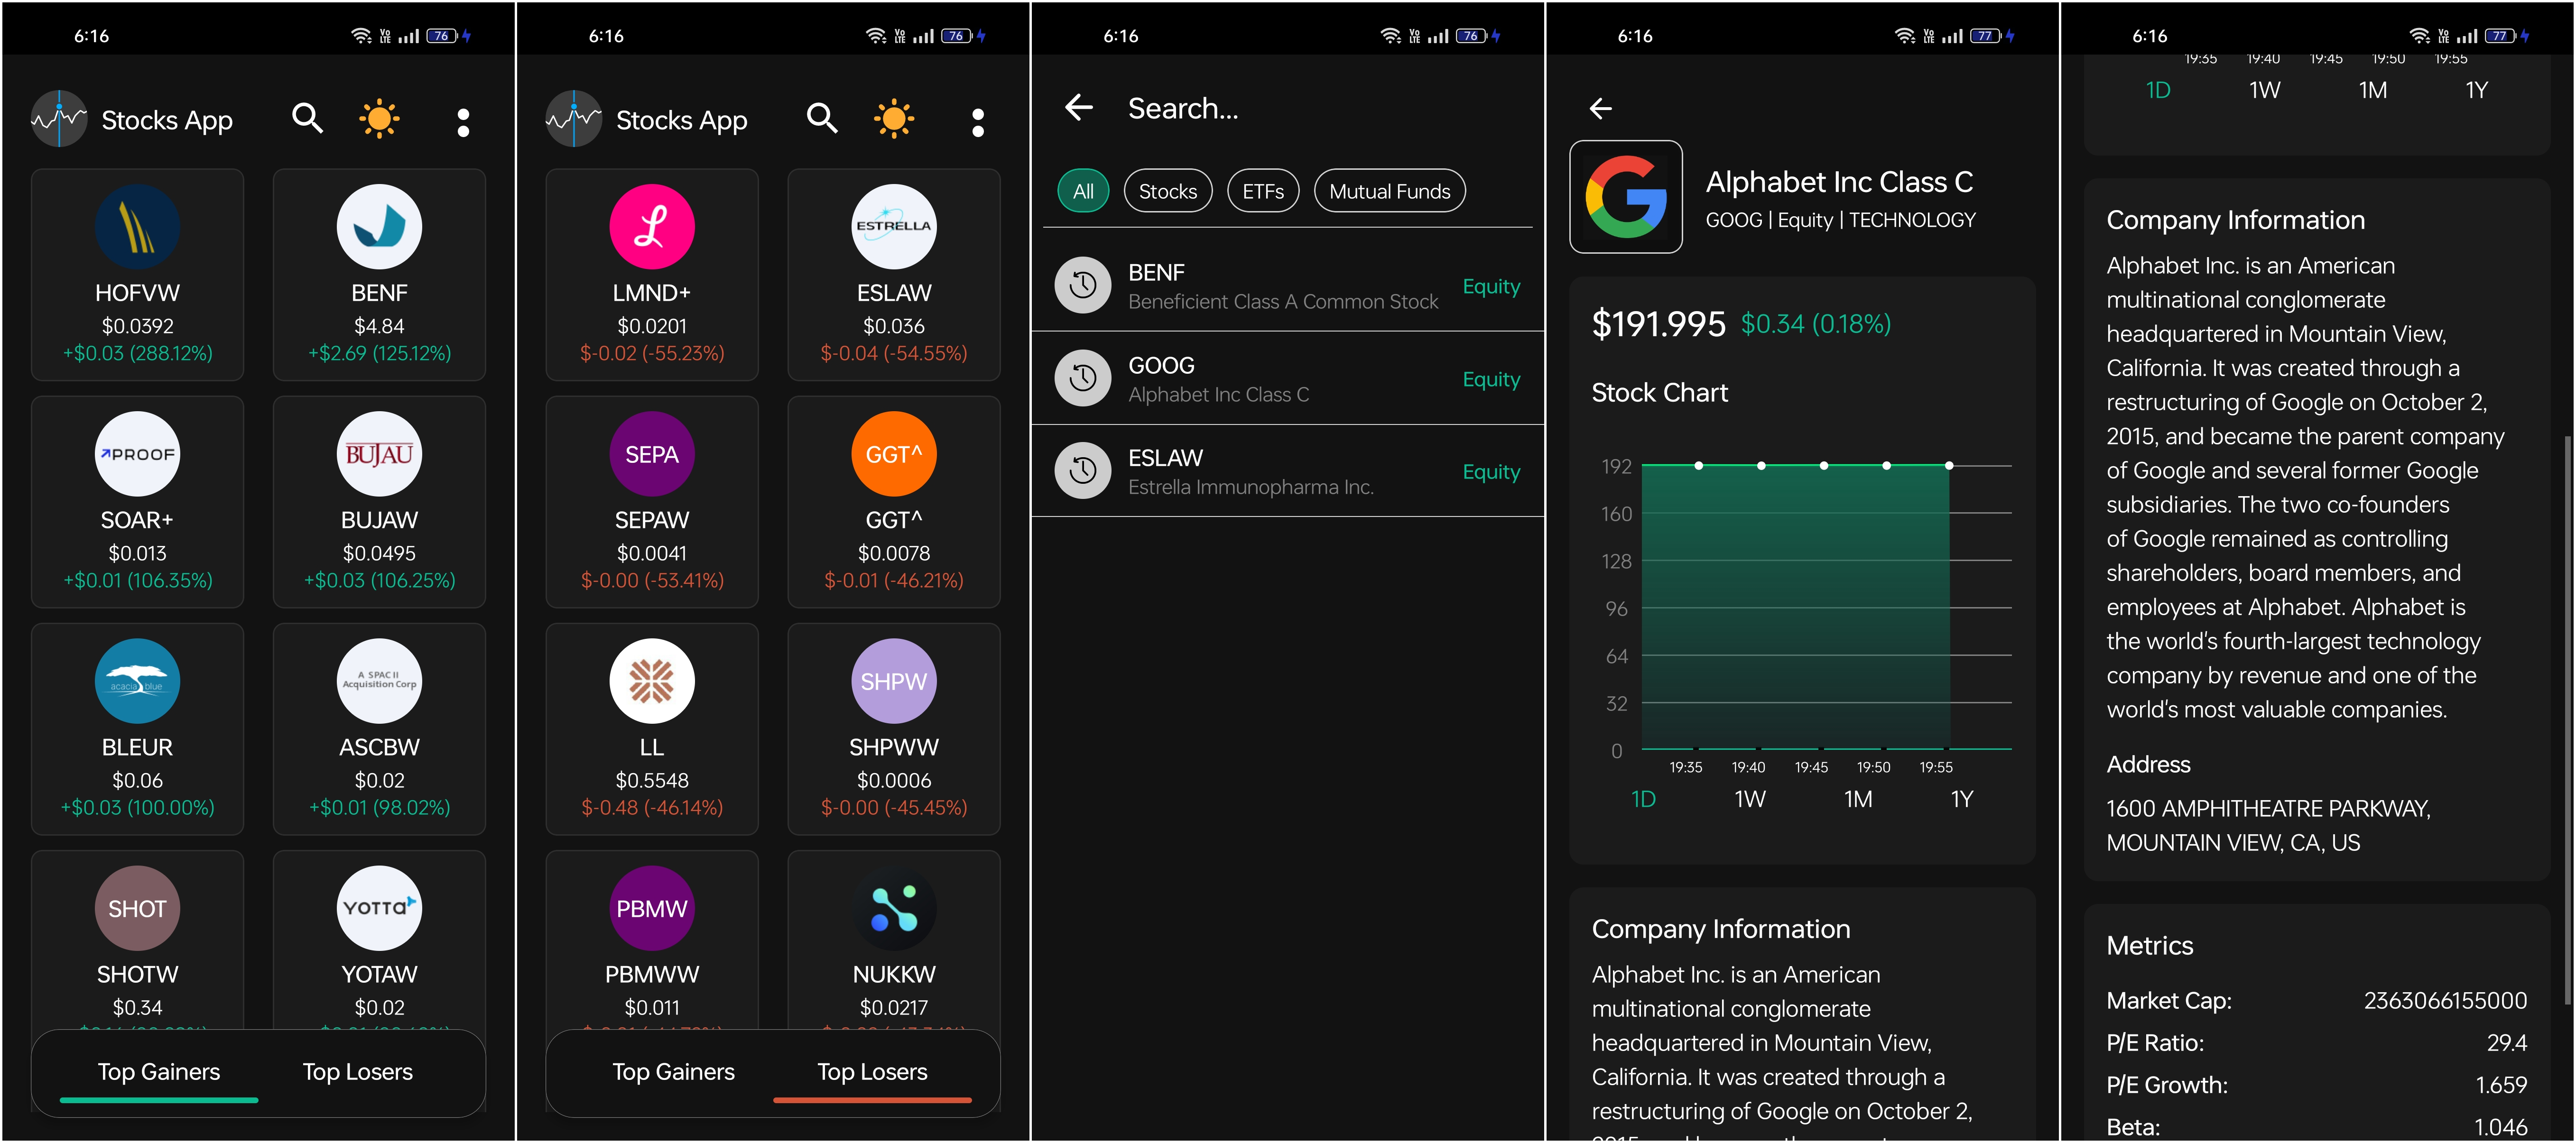 6:16
Vo LTE
76
Stocks App
HOFVW
$0.0392
+$0.03 (288.12%)
BENF
$4.84
+$2.69 (125.12%)
PROOF
SOAR+
$0.013
+$0.01 (106.35%)
BUJAU
BUJAW
$0.0495
+$0.03 (106.25%)
acacia blue
BLEUR
$0.06
+$0.03 (100.00%)
A SPAC II
Acquisition Corp
ASCBW
$0.02
+$0.01 (98.02%)
SHOT
SHOTW
$0.34
YOTTA
YOTAW
$0.02
Top Gainers
Top Losers
6:16
Vo LTE
76
Stocks App
L
LMND+
$0.0201
$-0.02 (-55.23%)
ESTRELLA
ESLAW
$0.036
$-0.04 (-54.55%)
SEPA
SEPAW
$0.0041
$-0.00 (-53.41%)
GGT^
GGT^
$0.0078
$-0.01 (-46.21%)
LL
$0.5548
$-0.48 (-46.14%)
SHPW
SHPWW
$0.0006
$-0.00 (-45.45%)
PBMW
PBMWW
$0.011
NUKKW
$0.0217
Top Gainers
Top Losers
6:16
Vo LTE
76
Search...
All
Stocks
ETFs
Mutual Funds
BENF
Beneficient Class A Common Stock
Equity
GOOG
Alphabet Inc Class C
Equity
ESLAW
Estrella Immunopharma Inc.
Equity
6:16
Vo LTE
77
G
Alphabet Inc Class C
GOOG | Equity | TECHNOLOGY
$191.995 $0.34 (0.18%)
Stock Chart
192
160
128
96
64
32
0
19:35 19:40 19:45 19:50 19:55
1D 1W 1M 1Y
Company Information
Alphabet Inc. is an American
multinational conglomerate
headquartered in Mountain View,
California. It was created through a
restructuring of Google on October 2,
6:16
Vo LTE
77
19:35 19:40 19:45 19:50 19:55
1D 1W 1M 1Y
Company Information
Alphabet Inc. is an American
multinational conglomerate
headquartered in Mountain View,
California. It was created through a
restructuring of Google on October 2,
2015, and became the parent company
of Google and several former Google
subsidiaries. The two co-founders
of Google remained as controlling
shareholders, board members, and
employees at Alphabet. Alphabet is
the world's fourth-largest technology
company by revenue and one of the
world's most valuable companies.
Address
1600 AMPHITHEATRE PARKWAY,
MOUNTAIN VIEW, CA, US
Metrics
Market Cap: 2363066155000
P/E Ratio: 29.4
P/E Growth: 1.659
Beta: 1.046